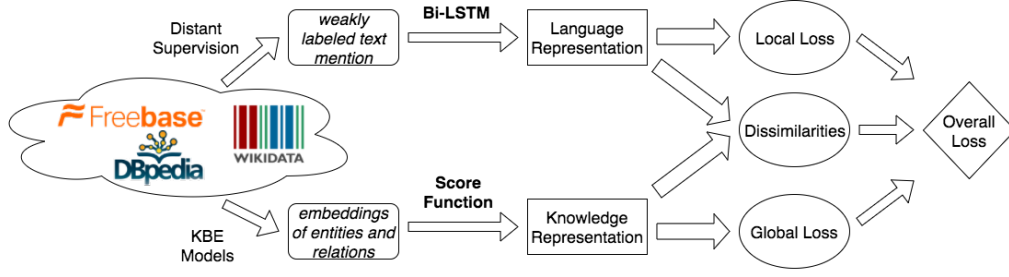 Distant
Supervision
weakly
labeled text
mention
Bi-LSTM
Language
Representation
Local Loss
Freebase™
DBpedia
WIKIDATA
Dissimilarities
Overall
Loss
KBE
Models
embeddings
of entities and
relations
Score
Function
Knowledge
Representation
Global Loss